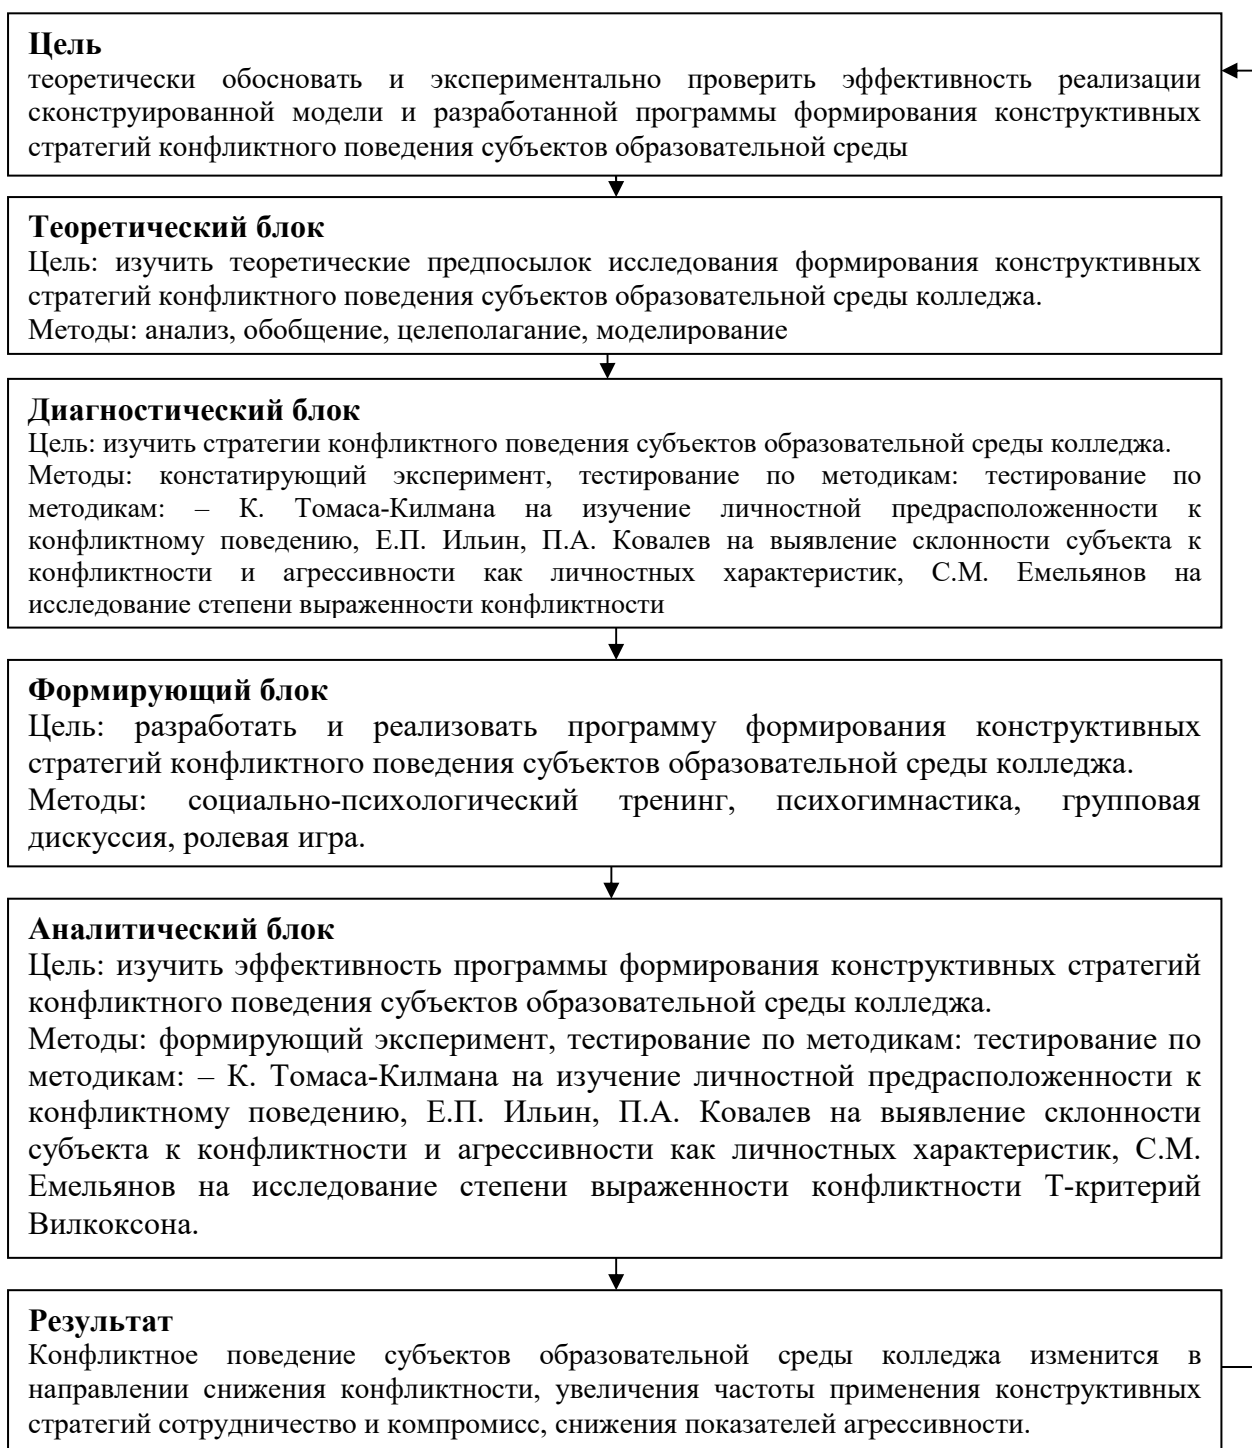 Цель
теоретически обосновать и экспериментально проверить эффективность реализации
сконструированной модели и разработанной программы формирования конструктивных
стратегий конфликтного поведения субъектов образовательной среды
Теоретический блок
Цель: изучить теоретические предпосылок исследования формирования конструктивных
стратегий конфликтного поведения субъектов образовательной среды колледжа.
Методы: анализ, обобщение, целеполагание, моделирование
Диагностический блок
Цель: изучить стратегии конфликтного поведения субъектов образовательной среды колледжа.
Методы: констатирующий эксперимент, тестирование по методикам: тестирование по
методикам: – К. Томаса-Килмана на изучение личностной предрасположенности к
конфликтному поведению, Е.П. Ильин, П.А. Ковалев на выявление склонности субъекта к
конфликтности и агрессивности как личностных характеристик, С.М. Емельянов на
исследование степени выраженности конфликтности
Формирующий блок
Цель: разработать и реализовать программу формирования конструктивных
стратегий конфликтного поведения субъектов образовательной среды колледжа.
Методы: социально-психологический тренинг, психогимнастика, групповая
дискуссия, ролевая игра.
Аналитический блок
Цель: изучить эффективность программы формирования конструктивных стратегий
конфликтного поведения субъектов образовательной среды колледжа.
Методы: формирующий эксперимент, тестирование по методикам: тестирование по
методикам: – К. Томаса-Килмана на изучение личностной предрасположенности к
конфликтному поведению, Е.П. Ильин, П.А. Ковалев на выявление склонности
субъекта к конфликтности и агрессивности как личностных характеристик, С.М.
Емельянов на исследование степени выраженности конфликтности Т-критерий
Вилкоксона.
Результат
Конфликтное поведение субъектов образовательной среды колледжа изменится в
направлении снижения конфликтности, увеличения частоты применения конструктивных
стратегий сотрудничество и компромисс, снижения показателей агрессивности.